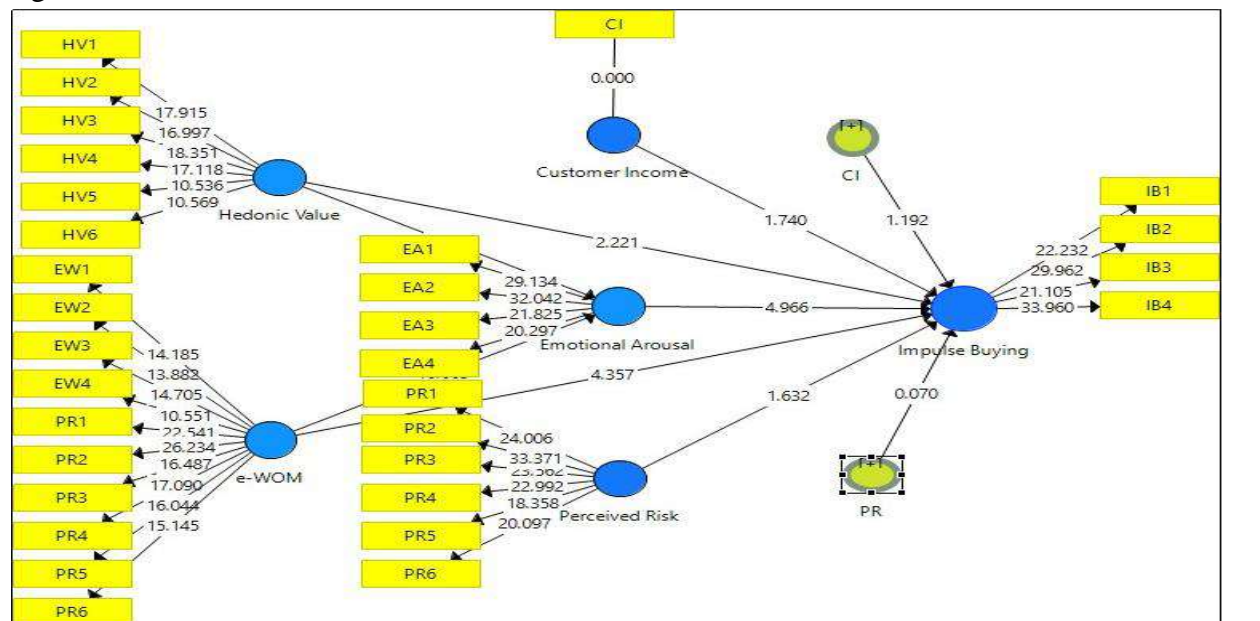 CI
0.000
Customer Income
1.740
HV1
HV2
HV3
HV4
HV5
HV6
17.915
16.997
18.351
17.118
10.536
10.569
Hedonic Value
2.221
EW1
EW2
EW3
EW4
PR1
PR2
PR3
PR4
PR5
PR6
14.185
13.882
14.705
10.551
22.541
26.234
16.487
17.090
16.044
15.145
e-WOM
4.357
EA1
EA2
EA3
EA4
29.134
32.042
21.825
20.297
Emotional Arousal
4.966
PR1
PR2
PR3
PR4
PR5
PR6
24.006
33.371
23.562
22.992
18.358
20.097
Perceived Risk
1.632
[+]
CI
1.192
[+]
PR
0.070
Impulse Buying
22.232
29.962
21.105
33.960
IB1
IB2
IB3
IB4